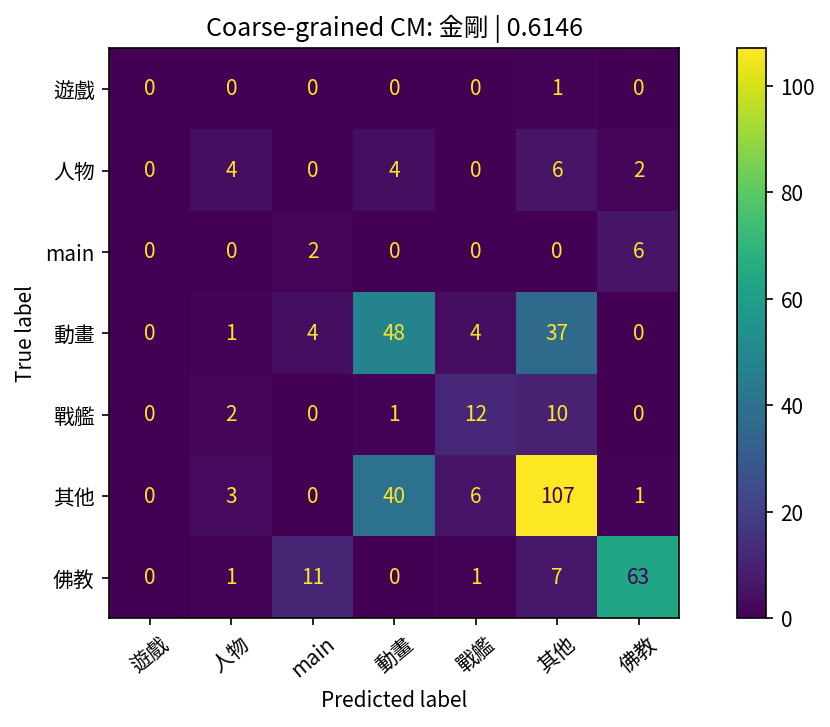 Coarse-grained CM: 金剛 | 0.6146
遊戲 0 0 0 0 0 1 0
人物 0 4 0 4 0 6 2
main 0 0 2 0 0 0 6
動畫 0 1 4 48 4 37 0
戰艦 0 2 0 1 12 10 0
其他 0 3 0 40 6 107 1
佛教 0 1 11 0 1 7 63
遊戲 人物 main 動畫 戰艦 其他 佛教
Predicted label
True label
100
80
60
40
20
0